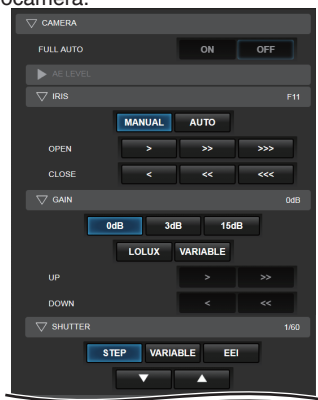 ocamera.
▽ CAMERA
FULL AUTO ON OFF
▶ AE LEVEL
▽ IRIS F11
MANUAL AUTO
OPEN > >> >>>
CLOSE < << <<<
▽ GAIN 0dB
0dB 3dB 15dB
LOLUX VARIABLE
UP > >>
DOWN < <<
▽ SHUTTER 1/60
STEP VARIABLE EEI
▼ ▲